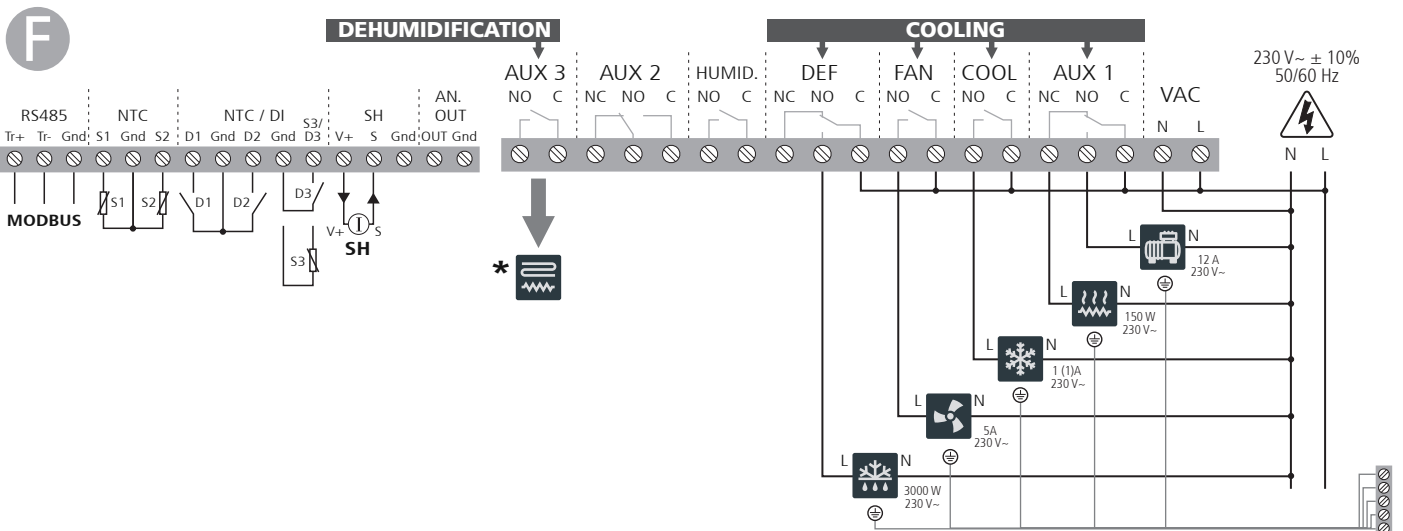 F
DEHUMIDIFICATION
COOLING
AUX 3 AUX 2 HUMID. DEF FAN COOL AUX 1 VAC
NO C NC NO C NO C NC NO C NO C NO C NC NO C N L
230 V~ ± 10%
50/60 Hz
N L
RS485 NTC NTC / DI SH AN. OUT
Tr+ Tr- Gnd S1 Gnd S2 D1 Gnd D2 Gnd S3/D3 V+ S Gnd OUT Gnd
MODBUS
S1 S2 D1 D2 D3
S3
V+ S
SH
*
L N
12 A
230 V~
L N
150 W
230 V~
L N
1 (1)A
230 V~
L N
5A
230 V~
L N
3000 W
230 V~